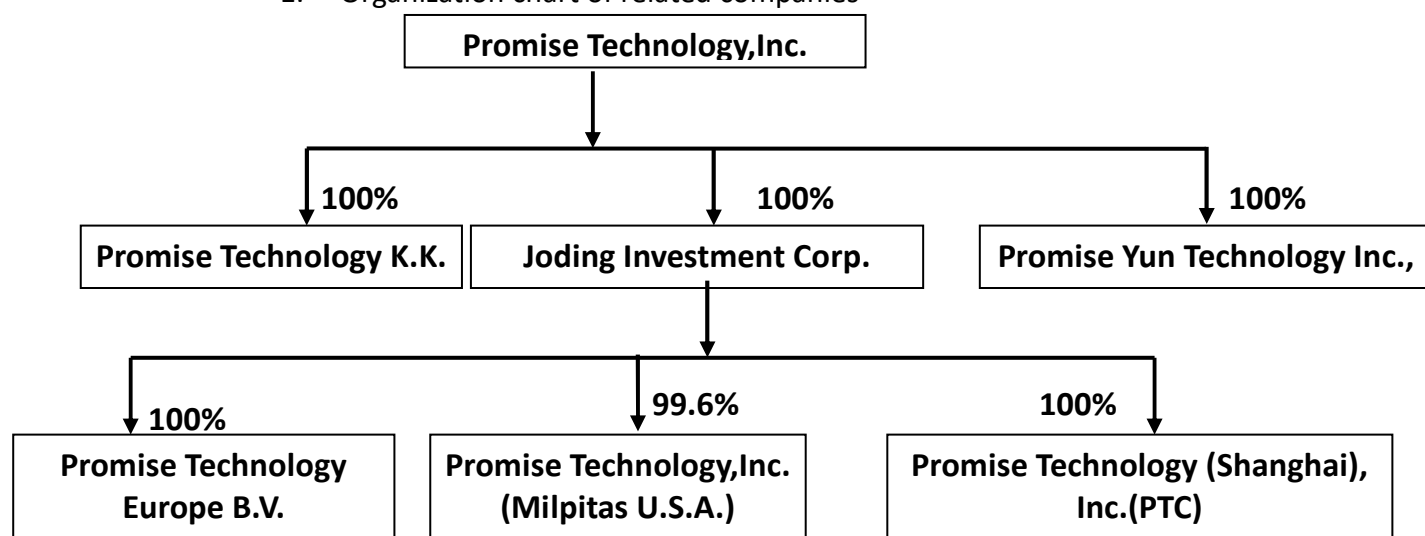 Organization chart of related companies
Promise Technology,Inc.
100%
100%
100%
Promise Technology K.K.
Joding Investment Corp.
Promise Yun Technology Inc.,
100%
99.6%
100%
Promise Technology
Europe B.V.
Promise Technology,Inc.
(Milpitas U.S.A.)
Promise Technology (Shanghai),
Inc.(PTC)